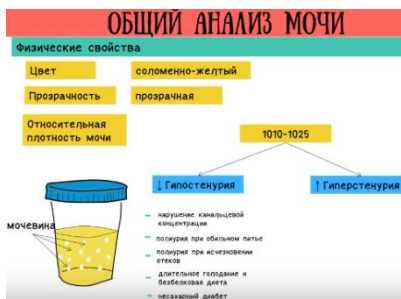 ОБЩИЙ АНАЛИЗ МОЧИ
Физические свойства
Цвет
соломенно-желтый
Прозрачность
прозрачная
Относительная
плотность мочи
1010-1025
↓ Гипостенурия
↑ Гиперстенурия
мочевина
- нарушение канальцевой
концентрации
- полиурия при обильном питье
- полиурия при исчезновении
отеков
- длительное голодание и
безбелковая диета
- несахарный диабет